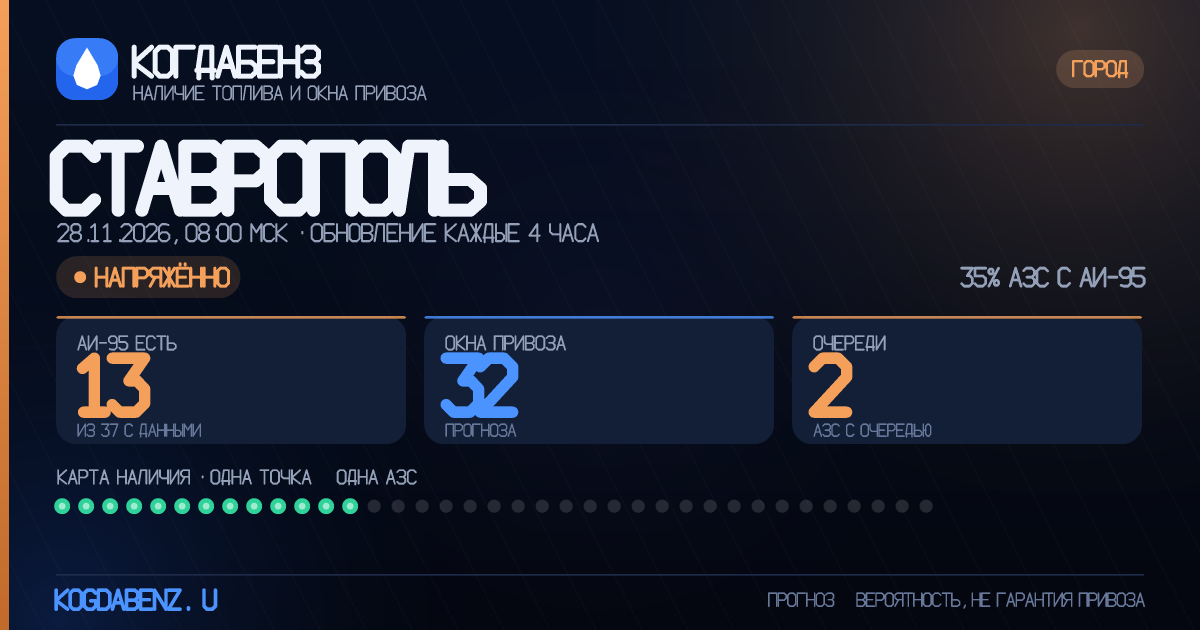 КОГДАБЕНЗ
НАЛИЧИЕ ТОПЛИВА И ОКНА ПРИВОЗА
ГОРОД
СТАВРОПОЛЬ
28.11.2026, 08:00 МСК · ОБНОВЛЕНИЕ КАЖДЫЕ 4 ЧАСА
НАПРЯЖЁННО
35% АЗС С АИ-95
АИ-95 ЕСТЬ
13
ИЗ 37 С ДАННЫМИ
ОКНА ПРИВОЗА
32
ПРОГНОЗА
ОЧЕРЕДИ
2
АЗС С ОЧЕРЕДЬЮ
КАРТА НАЛИЧИЯ · ОДНА ТОЧКА ОДНА АЗС
KOGDABENZ. U
ПРОГНОЗ ВЕРОЯТНОСТЬ, НЕ ГАРАНТИЯ ПРИВОЗА